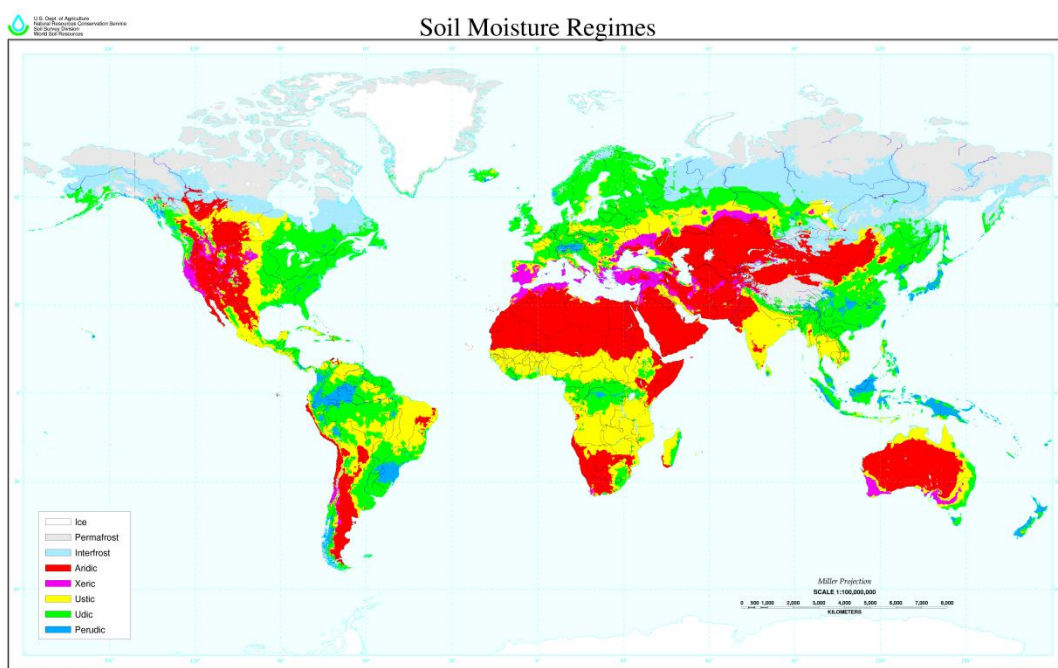 U.S. Dept. of Agriculture
Natural Resources Conservation Service
Soil Survey Division
World Soil Resources
Soil Moisture Regimes
Ice
Permafrost
Interfrost
Aridic
Xeric
Ustic
Udic
Perudic
Miller Projection
SCALE 1:100,000,000
0 500 1,000 2,000 3,000 4,000 5,000 6,000 7,000 8,000
KILOMETERS